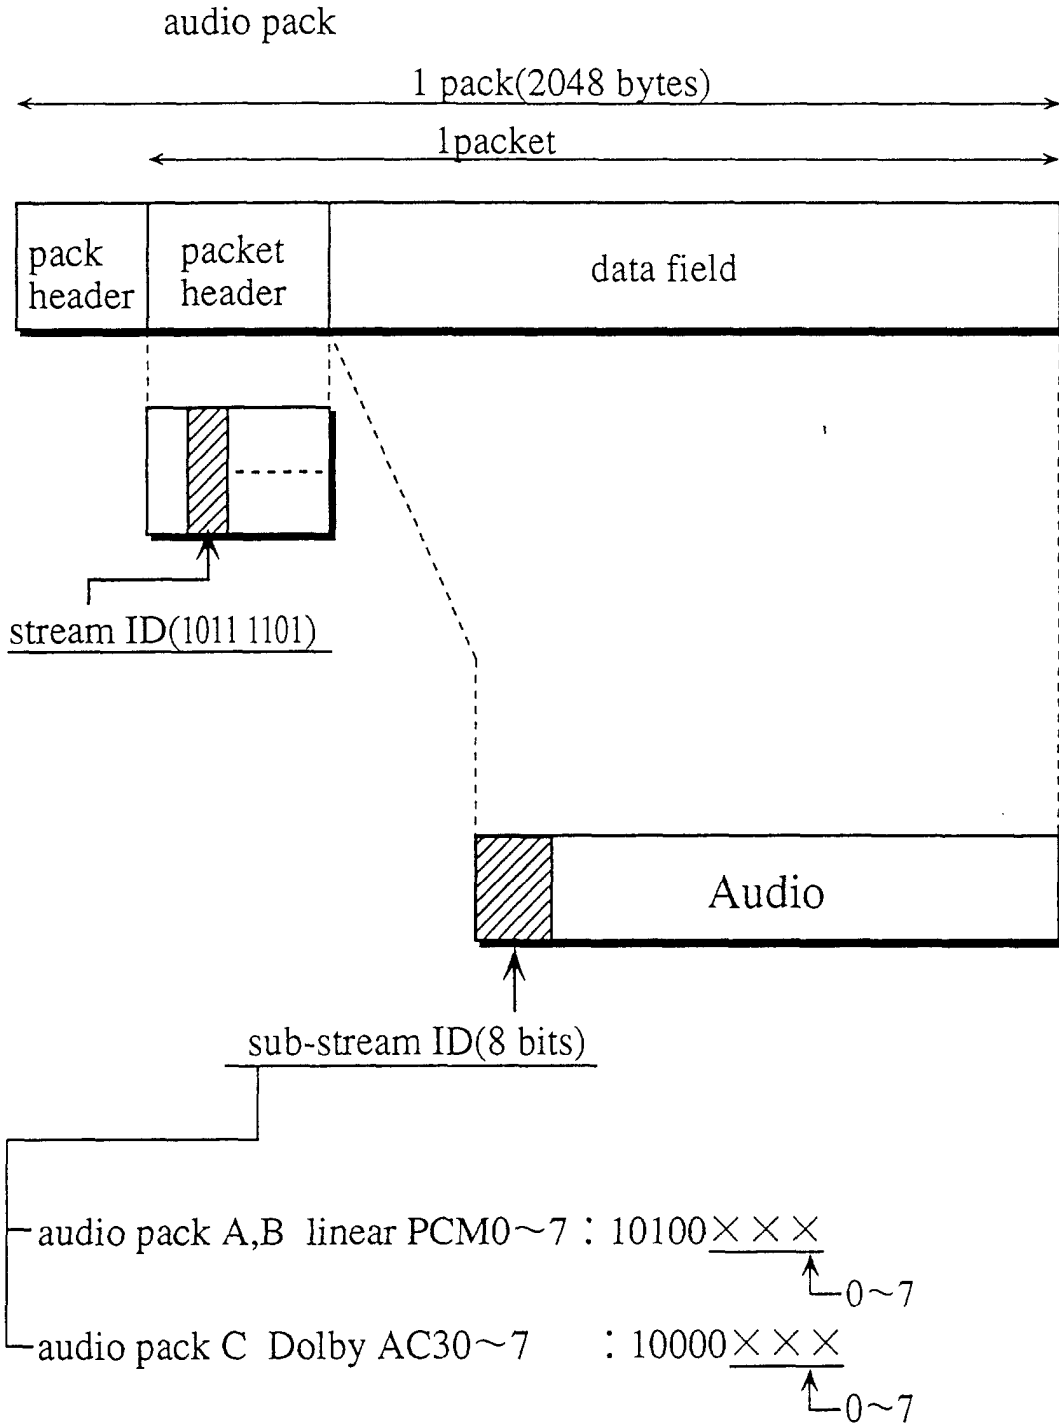 audio pack
1 pack(2048 bytes)
1packet
pack header
packet header
data field
stream ID(1011 1101)
Audio
sub-stream ID(8 bits)
audio pack A,B linear PCM0～7 : 10100×××
0～7
audio pack C Dolby AC30～7 : 10000×××
0～7